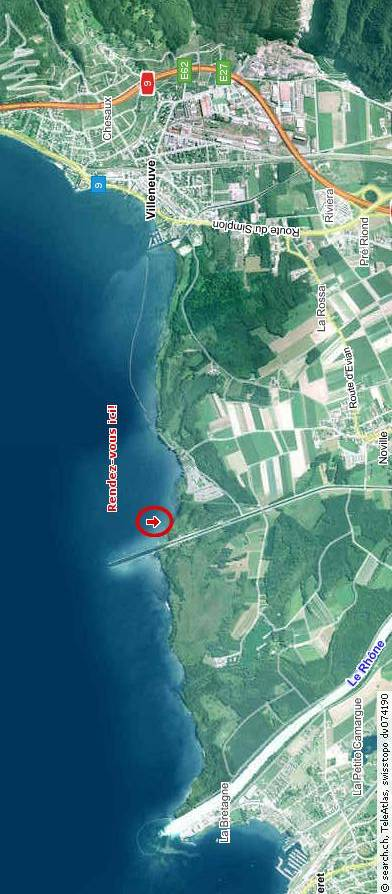 Chesaux
9
E62
E27
9
Villeneuve
Route du Simplon
Riviera
Pré Riond
La Rossa
Route d'Evian
Noville
Rendez-vous ici!
Le Rhône
La Petite Camargue
La Bretagne
eret
search.ch, TeleAtlas, swisstopo dv074190